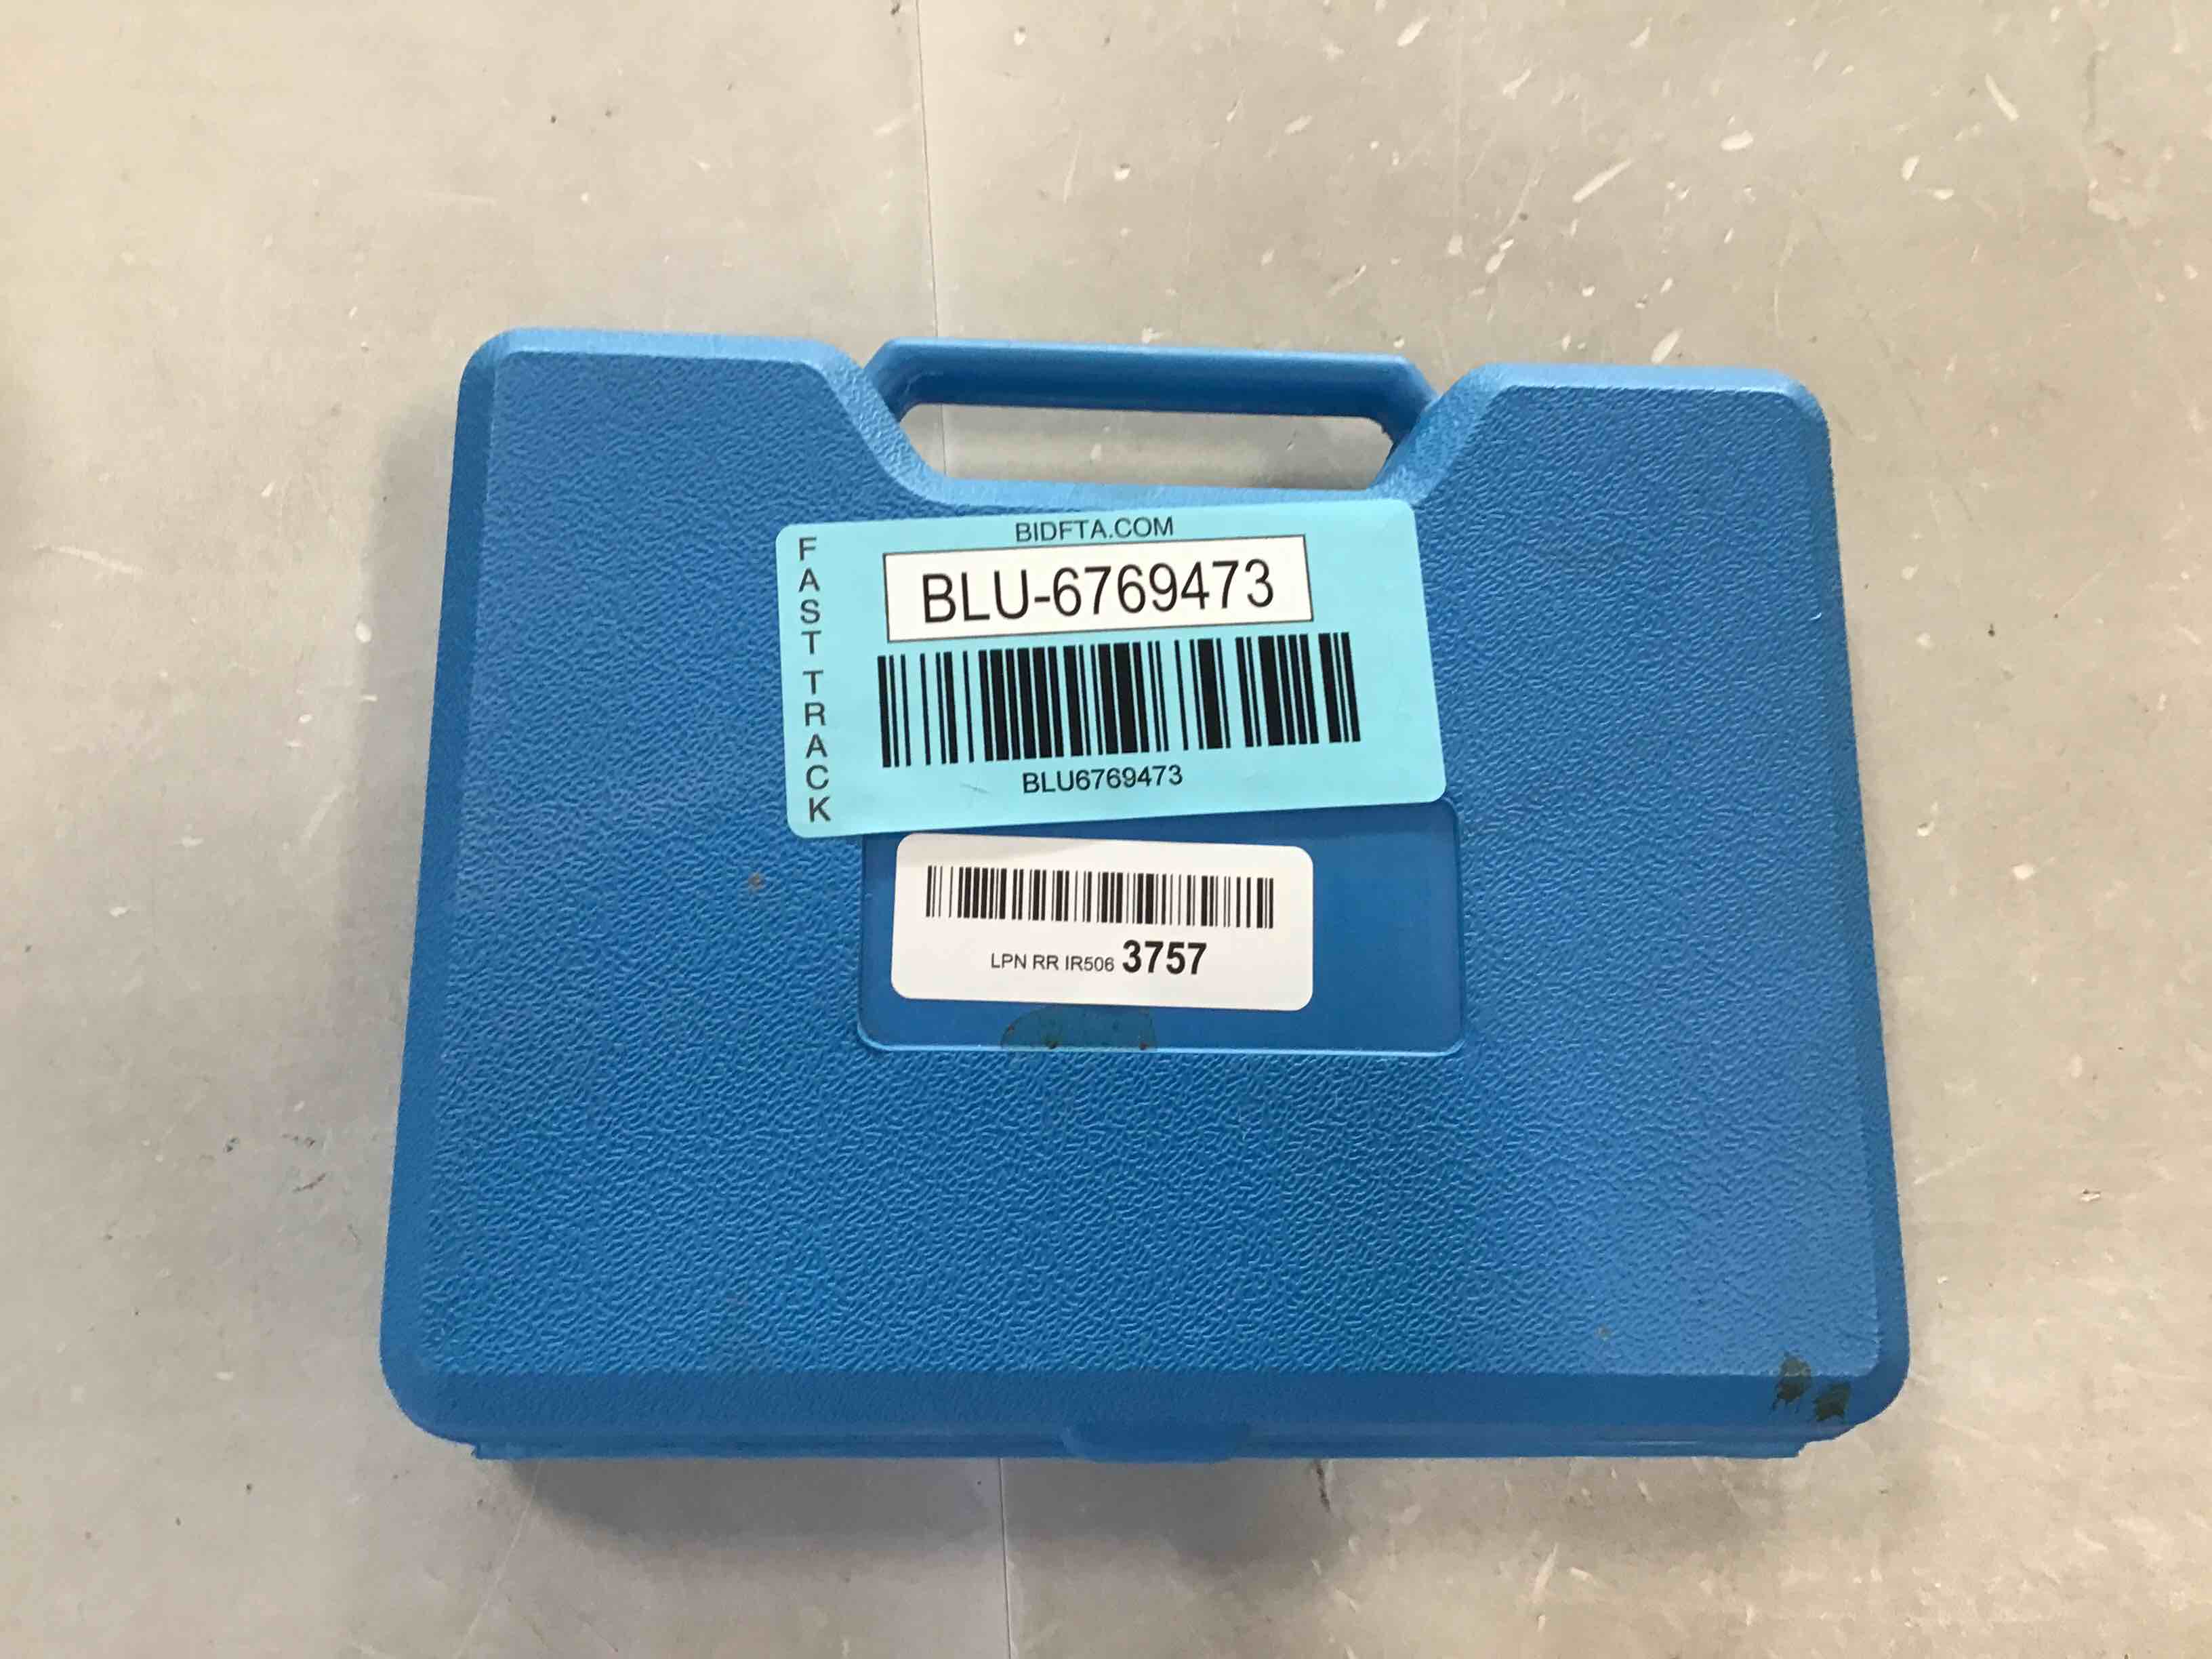 BIDFTA.COM
BLU-6769473
FAST TRACK
BLU6769473
LPN RR IR506 3757